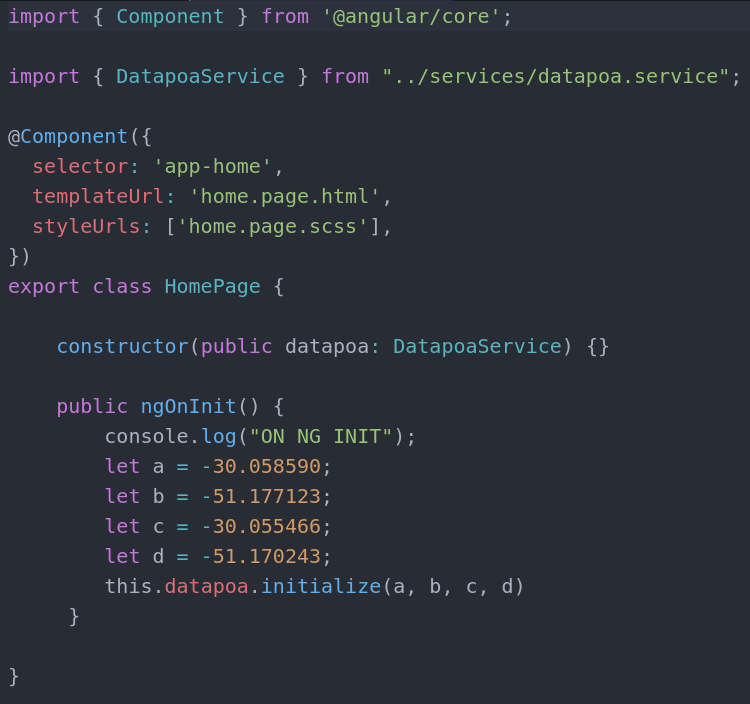 import { Component } from '@angular/core';
import { DatapoaService } from "../services/datapoa.service";
@Component({
  selector: 'app-home',
  templateUrl: 'home.page.html',
  styleUrls: ['home.page.scss'],
})
export class HomePage {
    constructor(public datapoa: DatapoaService) {}
    public ngOnInit() {
        console.log("ON NG INIT");
        let a = -30.058590;
        let b = -51.177123;
        let c = -30.055466;
        let d = -51.170243;
        this.datapoa.initialize(a, b, c, d)
     }
}